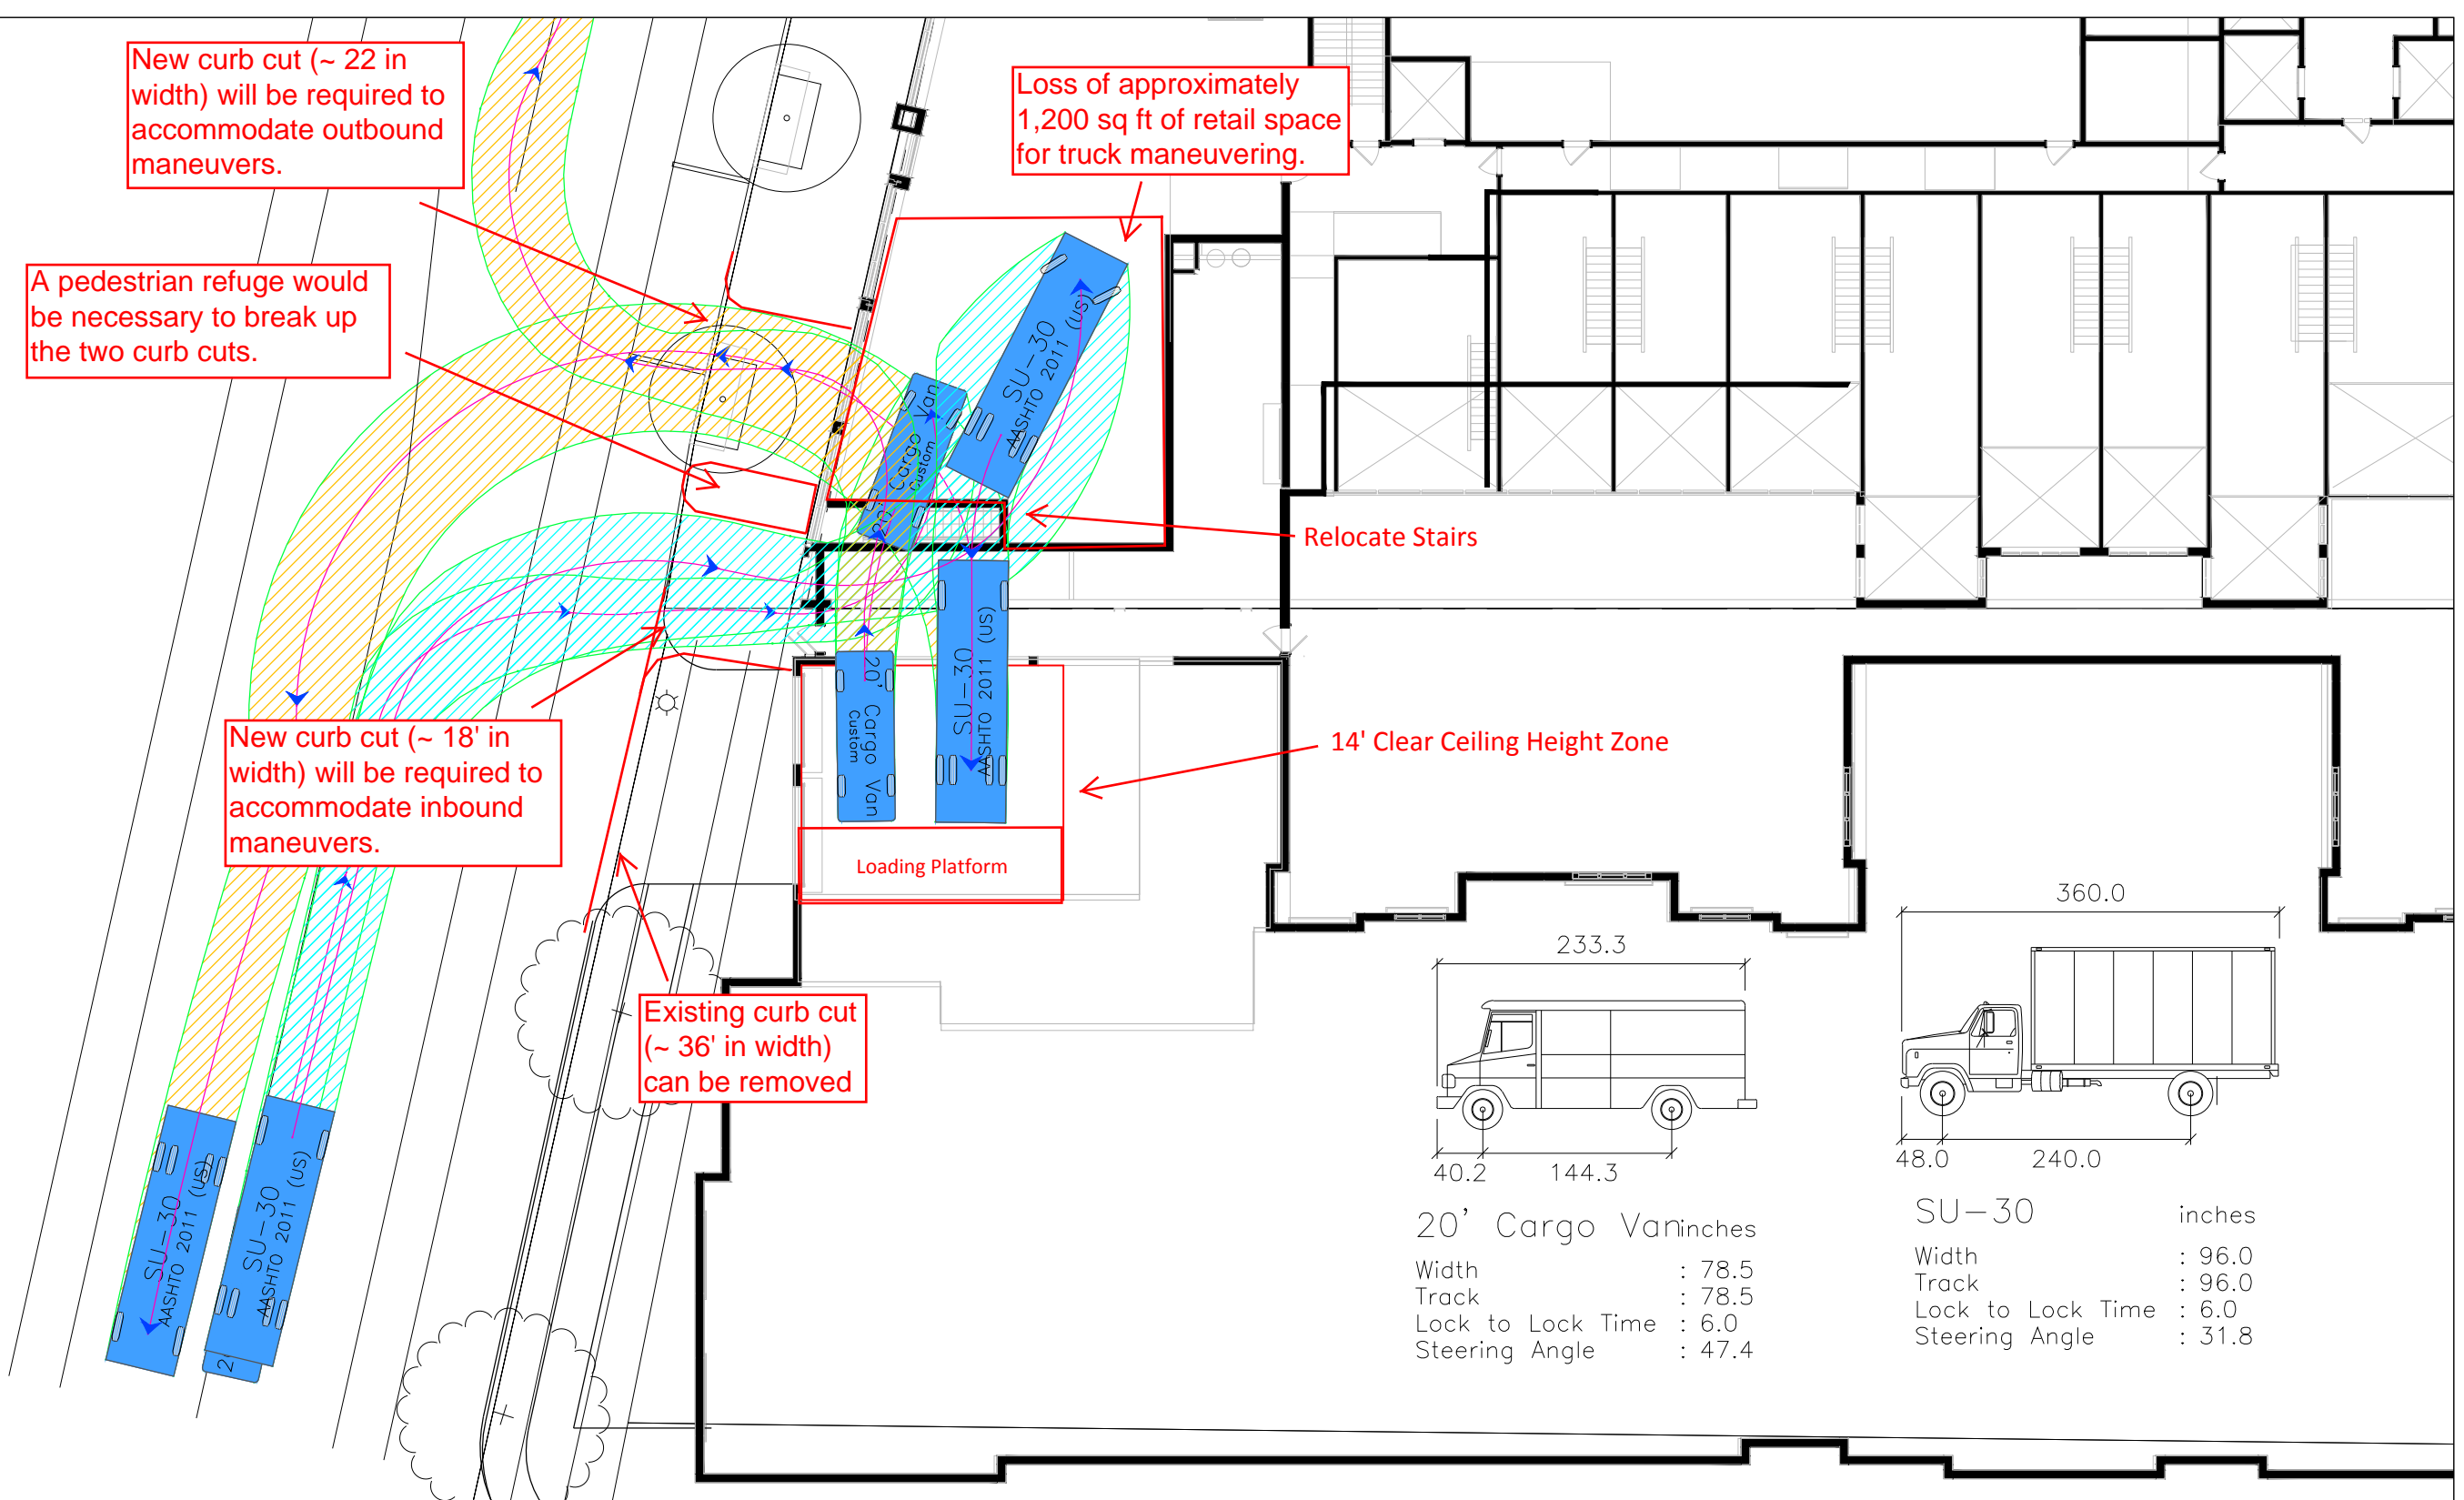 New curb cut (~ 22 in
width) will be required to
accommodate outbound
maneuvers.
Loss of approximately
1,200 sq ft of retail space
for truck maneuvering.
A pedestrian refuge would
be necessary to break up
the two curb cuts.
SU-30
AASHTO 2011 (US)
20' Cargo Van
Custom
Relocate Stairs
SU-30
AASHTO 2011 (US)
20' Cargo Van
Custom
New curb cut (~ 18' in
width) will be required to
accommodate inbound
maneuvers.
14' Clear Ceiling Height Zone
Loading Platform
Existing curb cut
(~ 36' in width)
can be removed
SU-30
AASHTO 2011 (US)
SU-30
AASHTO 2011 (US)
2
233.3
40.2
144.3
20' Cargo Van inches
Width : 78.5
Track : 78.5
Lock to Lock Time : 6.0
Steering Angle : 47.4
360.0
48.0
240.0
SU-30 inches
Width : 96.0
Track : 96.0
Lock to Lock Time : 6.0
Steering Angle : 31.8